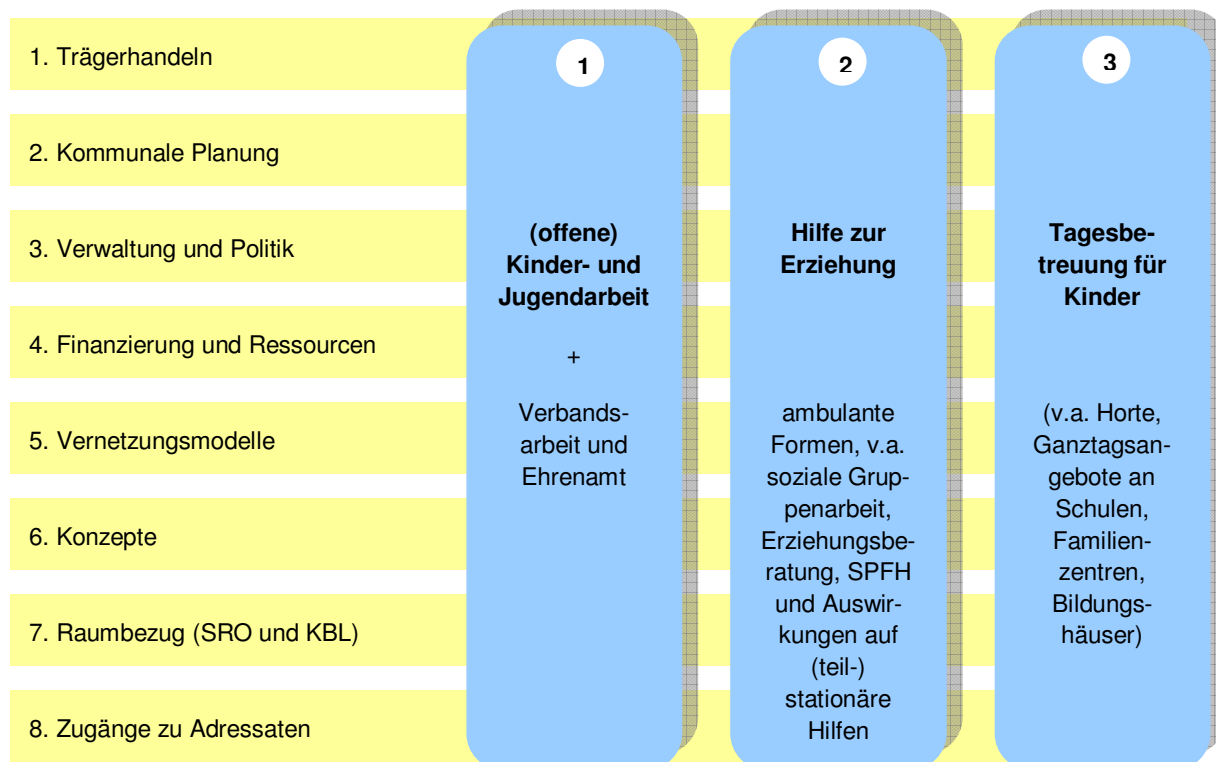 1. Trägerhandeln
2. Kommunale Planung
3. Verwaltung und Politik
4. Finanzierung und Ressourcen
5. Vernetzungsmodelle
6. Konzepte
7. Raumbezug (SRO und KBL)
8. Zugänge zu Adressaten
1
(offene)
Kinder- und
Jugendarbeit
+
Verbands-
arbeit und
Ehrenamt
2
Hilfe zur
Erziehung
ambulante
Formen, v.a.
soziale Grup-
penarbeit,
Erziehungsbe-
ratung, SPFH
und Auswir-
kungen auf
(teil-)
stationäre
Hilfen
3
Tagesbe-
treuung für
Kinder
(v.a. Horte,
Ganztagsan-
gebote an
Schulen,
Familien-
zentren,
Bildungs-
häuser)